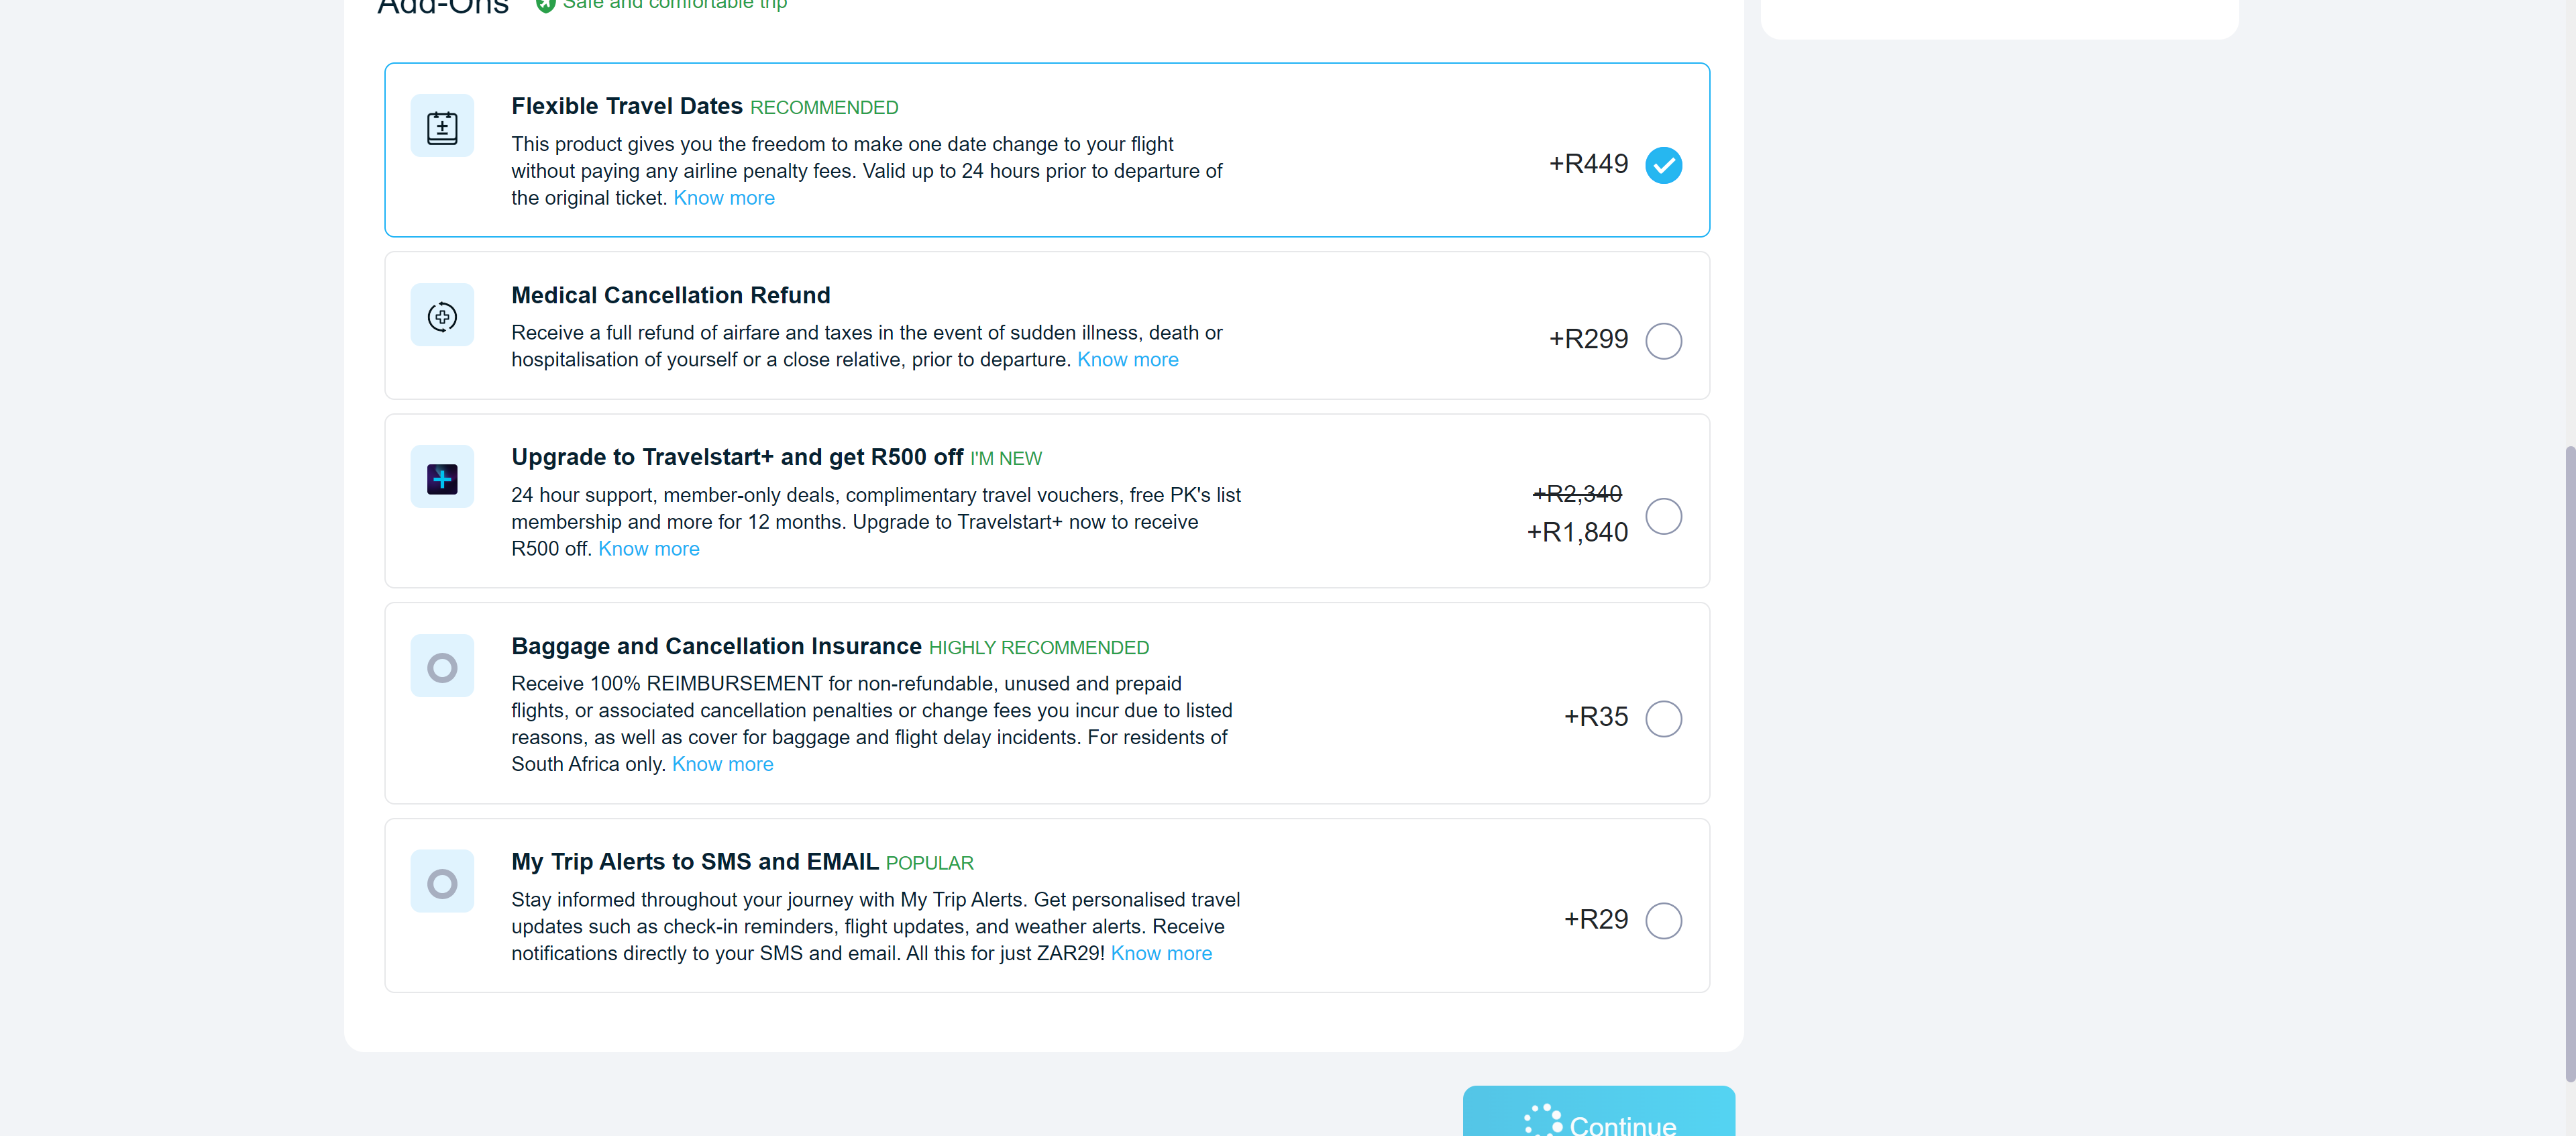 Add-Ons Safe and comfortable trip
Flexible Travel Dates RECOMMENDED
This product gives you the freedom to make one date change to your flight
without paying any airline penalty fees. Valid up to 24 hours prior to departure of
the original ticket. Know more
+R449
Medical Cancellation Refund
Receive a full refund of airfare and taxes in the event of sudden illness, death or
hospitalisation of yourself or a close relative, prior to departure. Know more
+R299
Upgrade to Travelstart+ and get R500 off I'M NEW
24 hour support, member-only deals, complimentary travel vouchers, free PK's list
membership and more for 12 months. Upgrade to Travelstart+ now to receive
R500 off. Know more
+R2,340
+R1,840
Baggage and Cancellation Insurance HIGHLY RECOMMENDED
Receive 100% REIMBURSEMENT for non-refundable, unused and prepaid
flights, or associated cancellation penalties or change fees you incur due to listed
reasons, as well as cover for baggage and flight delay incidents. For residents of
South Africa only. Know more
+R35
My Trip Alerts to SMS and EMAIL POPULAR
Stay informed throughout your journey with My Trip Alerts. Get personalised travel
updates such as check-in reminders, flight updates, and weather alerts. Receive
notifications directly to your SMS and email. All this for just ZAR29! Know more
+R29
Continue